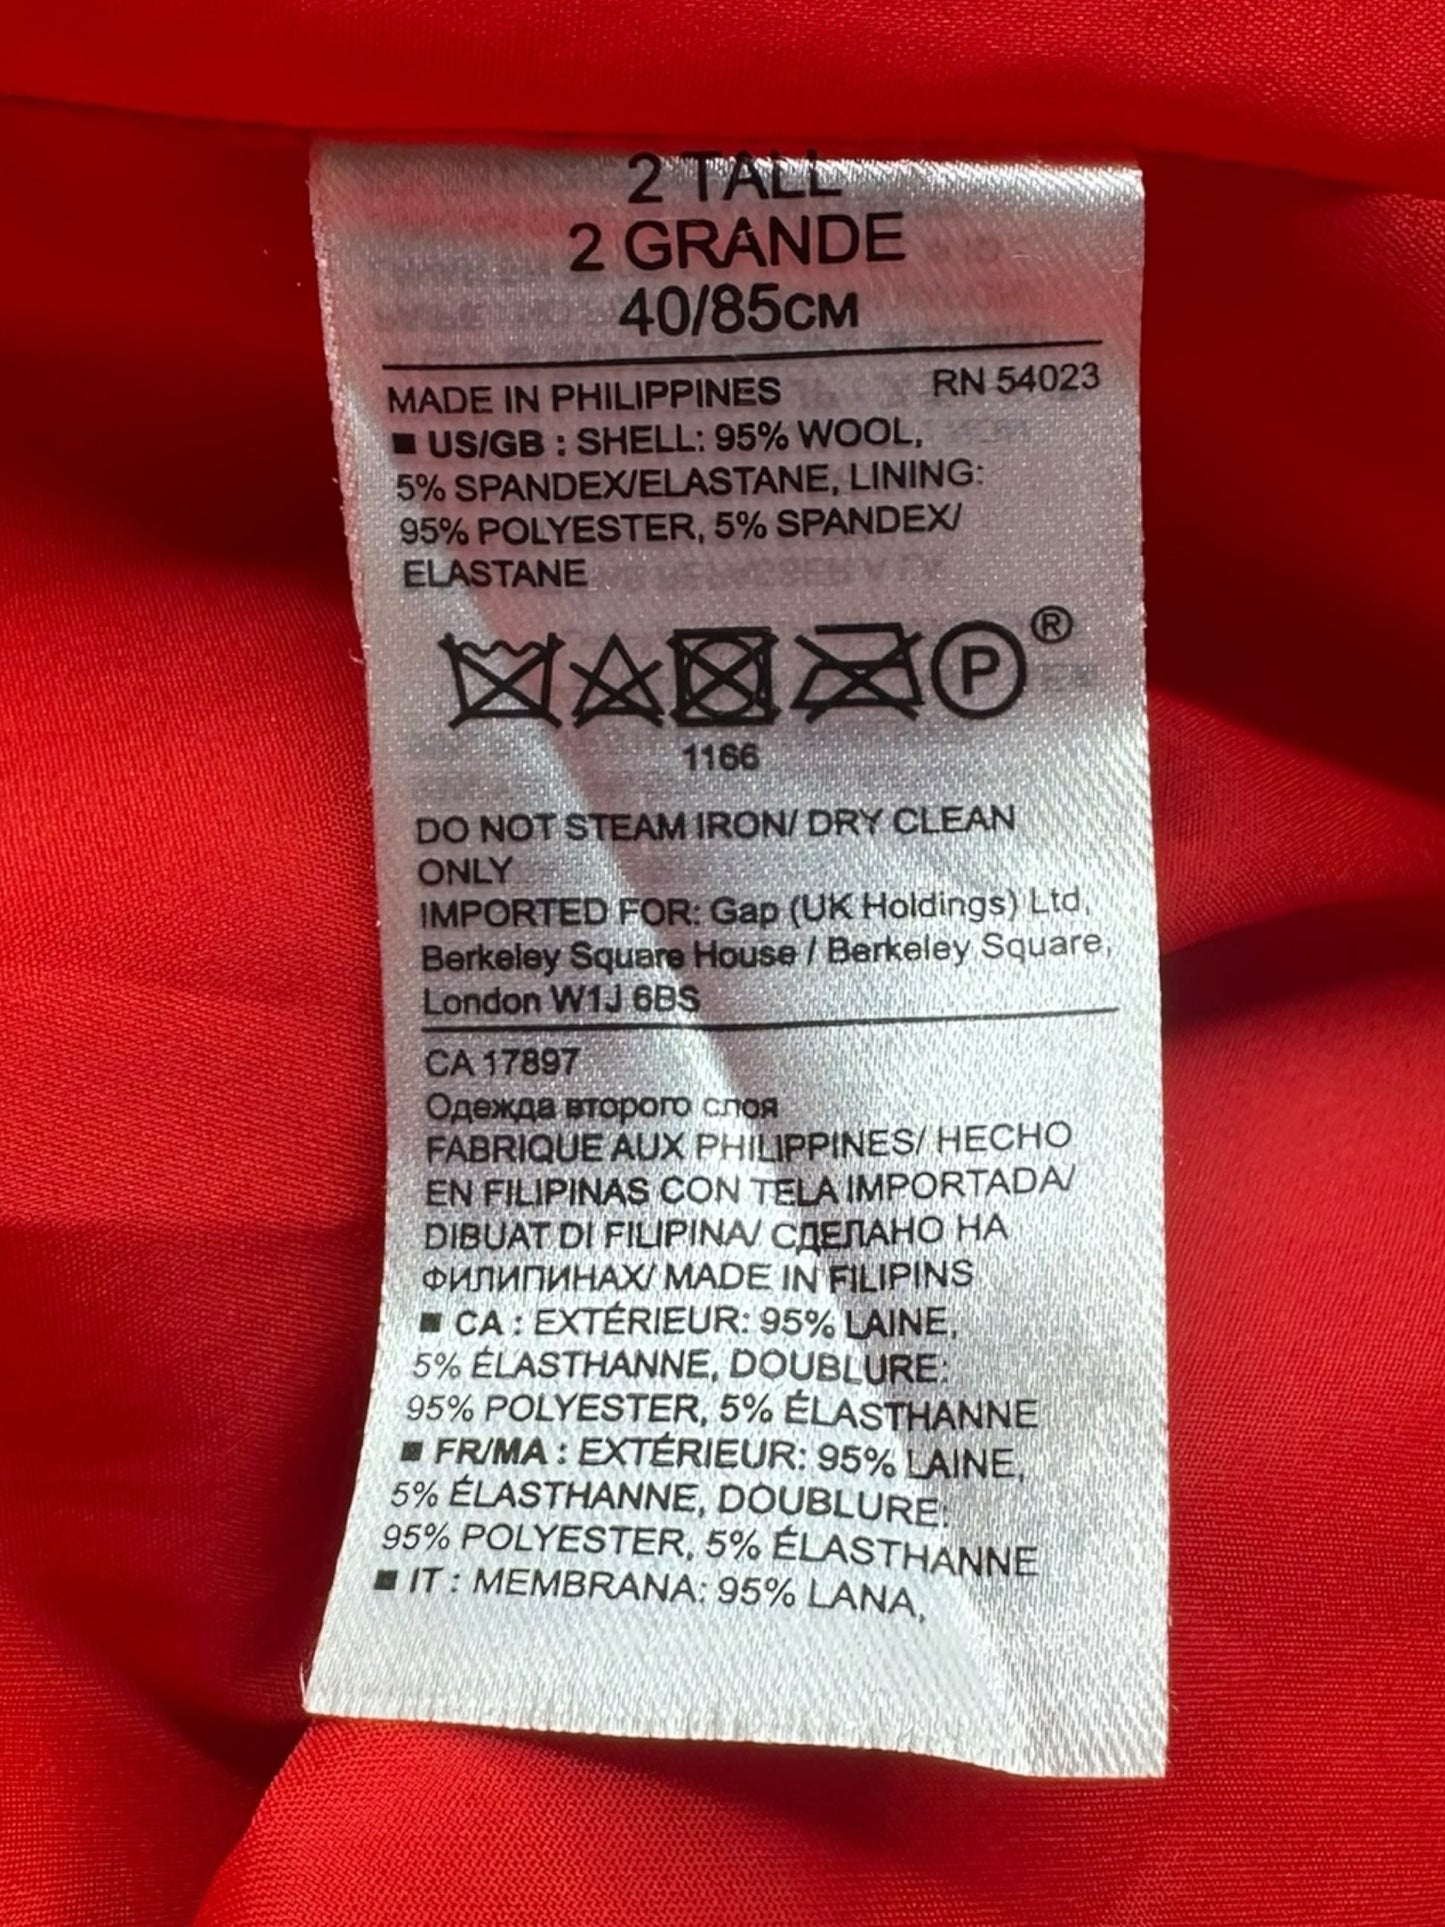 2 TALL
2 GRANDE
40/85CM
MADE IN PHILIPPINES RN 54023
■ US/GB : SHELL: 95% WOOL,
5% SPANDEX/ELASTANE, LINING:
95% POLYESTER, 5% SPANDEX/
ELASTANE
P ®
1166
DO NOT STEAM IRON/ DRY CLEAN
ONLY
IMPORTED FOR: Gap (UK Holdings) Ltd,
Berkeley Square House / Berkeley Square,
London W1J 6BS
CA 17897
Одежда второго слоя
FABRIQUE AUX PHILIPPINES/ HECHO
EN FILIPINAS CON TELA IMPORTADA/
DIBUAT DI FILIPINA/ СДЕЛАНО НА
ФИЛИПИНАХ/ MADE IN FILIPINS
■ CA : EXTÉRIEUR: 95% LAINE,
5% ÉLASTHANNE, DOUBLURE:
95% POLYESTER, 5% ÉLASTHANNE
■ FR/MA : EXTÉRIEUR: 95% LAINE,
5% ÉLASTHANNE, DOUBLURE:
95% POLYESTER, 5% ÉLASTHANNE
■ IT : MEMBRANA: 95% LANA,